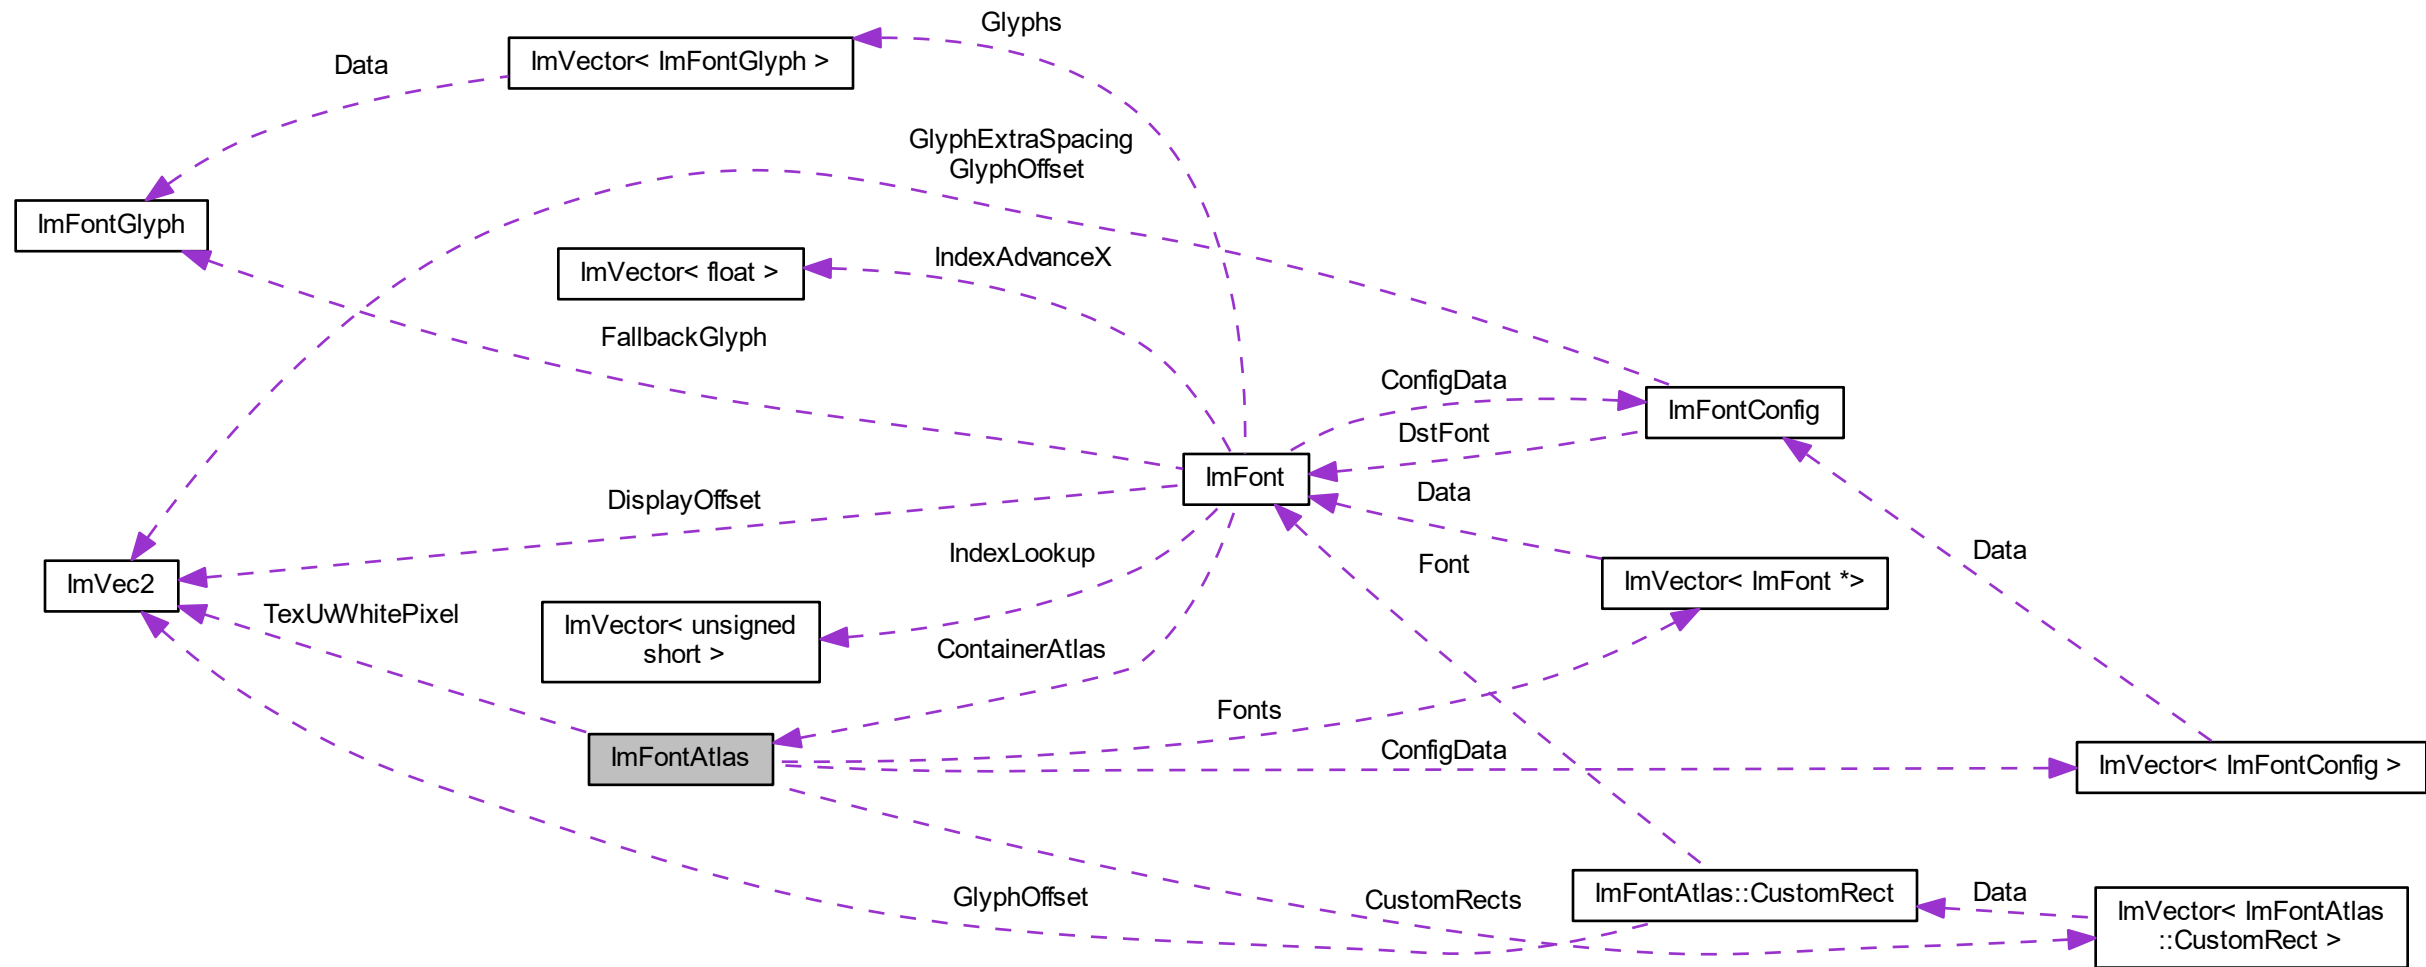 Glyphs
ImVector< ImFontGlyph >
Data
GlyphExtraSpacing
GlyphOffset
ImFontGlyph
IndexAdvanceX
ImVector< float >
FallbackGlyph
ConfigData
ImFontConfig
DstFont
ImFont
Data
DisplayOffset
IndexLookup
Font
Data
ImVec2
ImVector< ImFont *>
TexUvWhitePixel
ImVector< unsigned
short >
ContainerAtlas
Fonts
ConfigData
ImFontAtlas
ImVector< ImFontConfig >
GlyphOffset
CustomRects
ImFontAtlas::CustomRect
Data
ImVector< ImFontAtlas
::CustomRect >